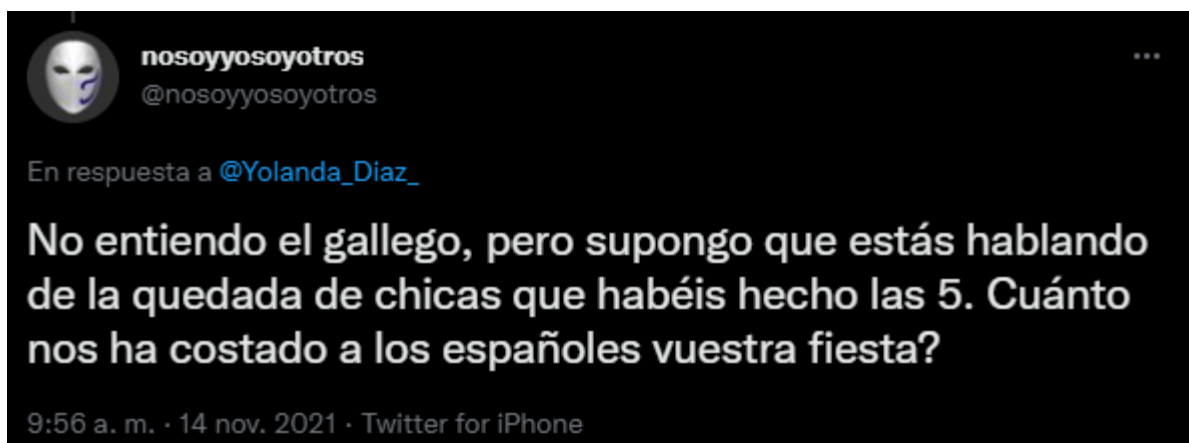 nosoyyosoyotros
@nosoyyosoyotros
En respuesta a @Yolanda_Diaz_
No entiendo el gallego, pero supongo que estás hablando
de la quedada de chicas que habéis hecho las 5. Cuánto
nos ha costado a los españoles vuestra fiesta?
9:56 a. m. · 14 nov. 2021 · Twitter for iPhone